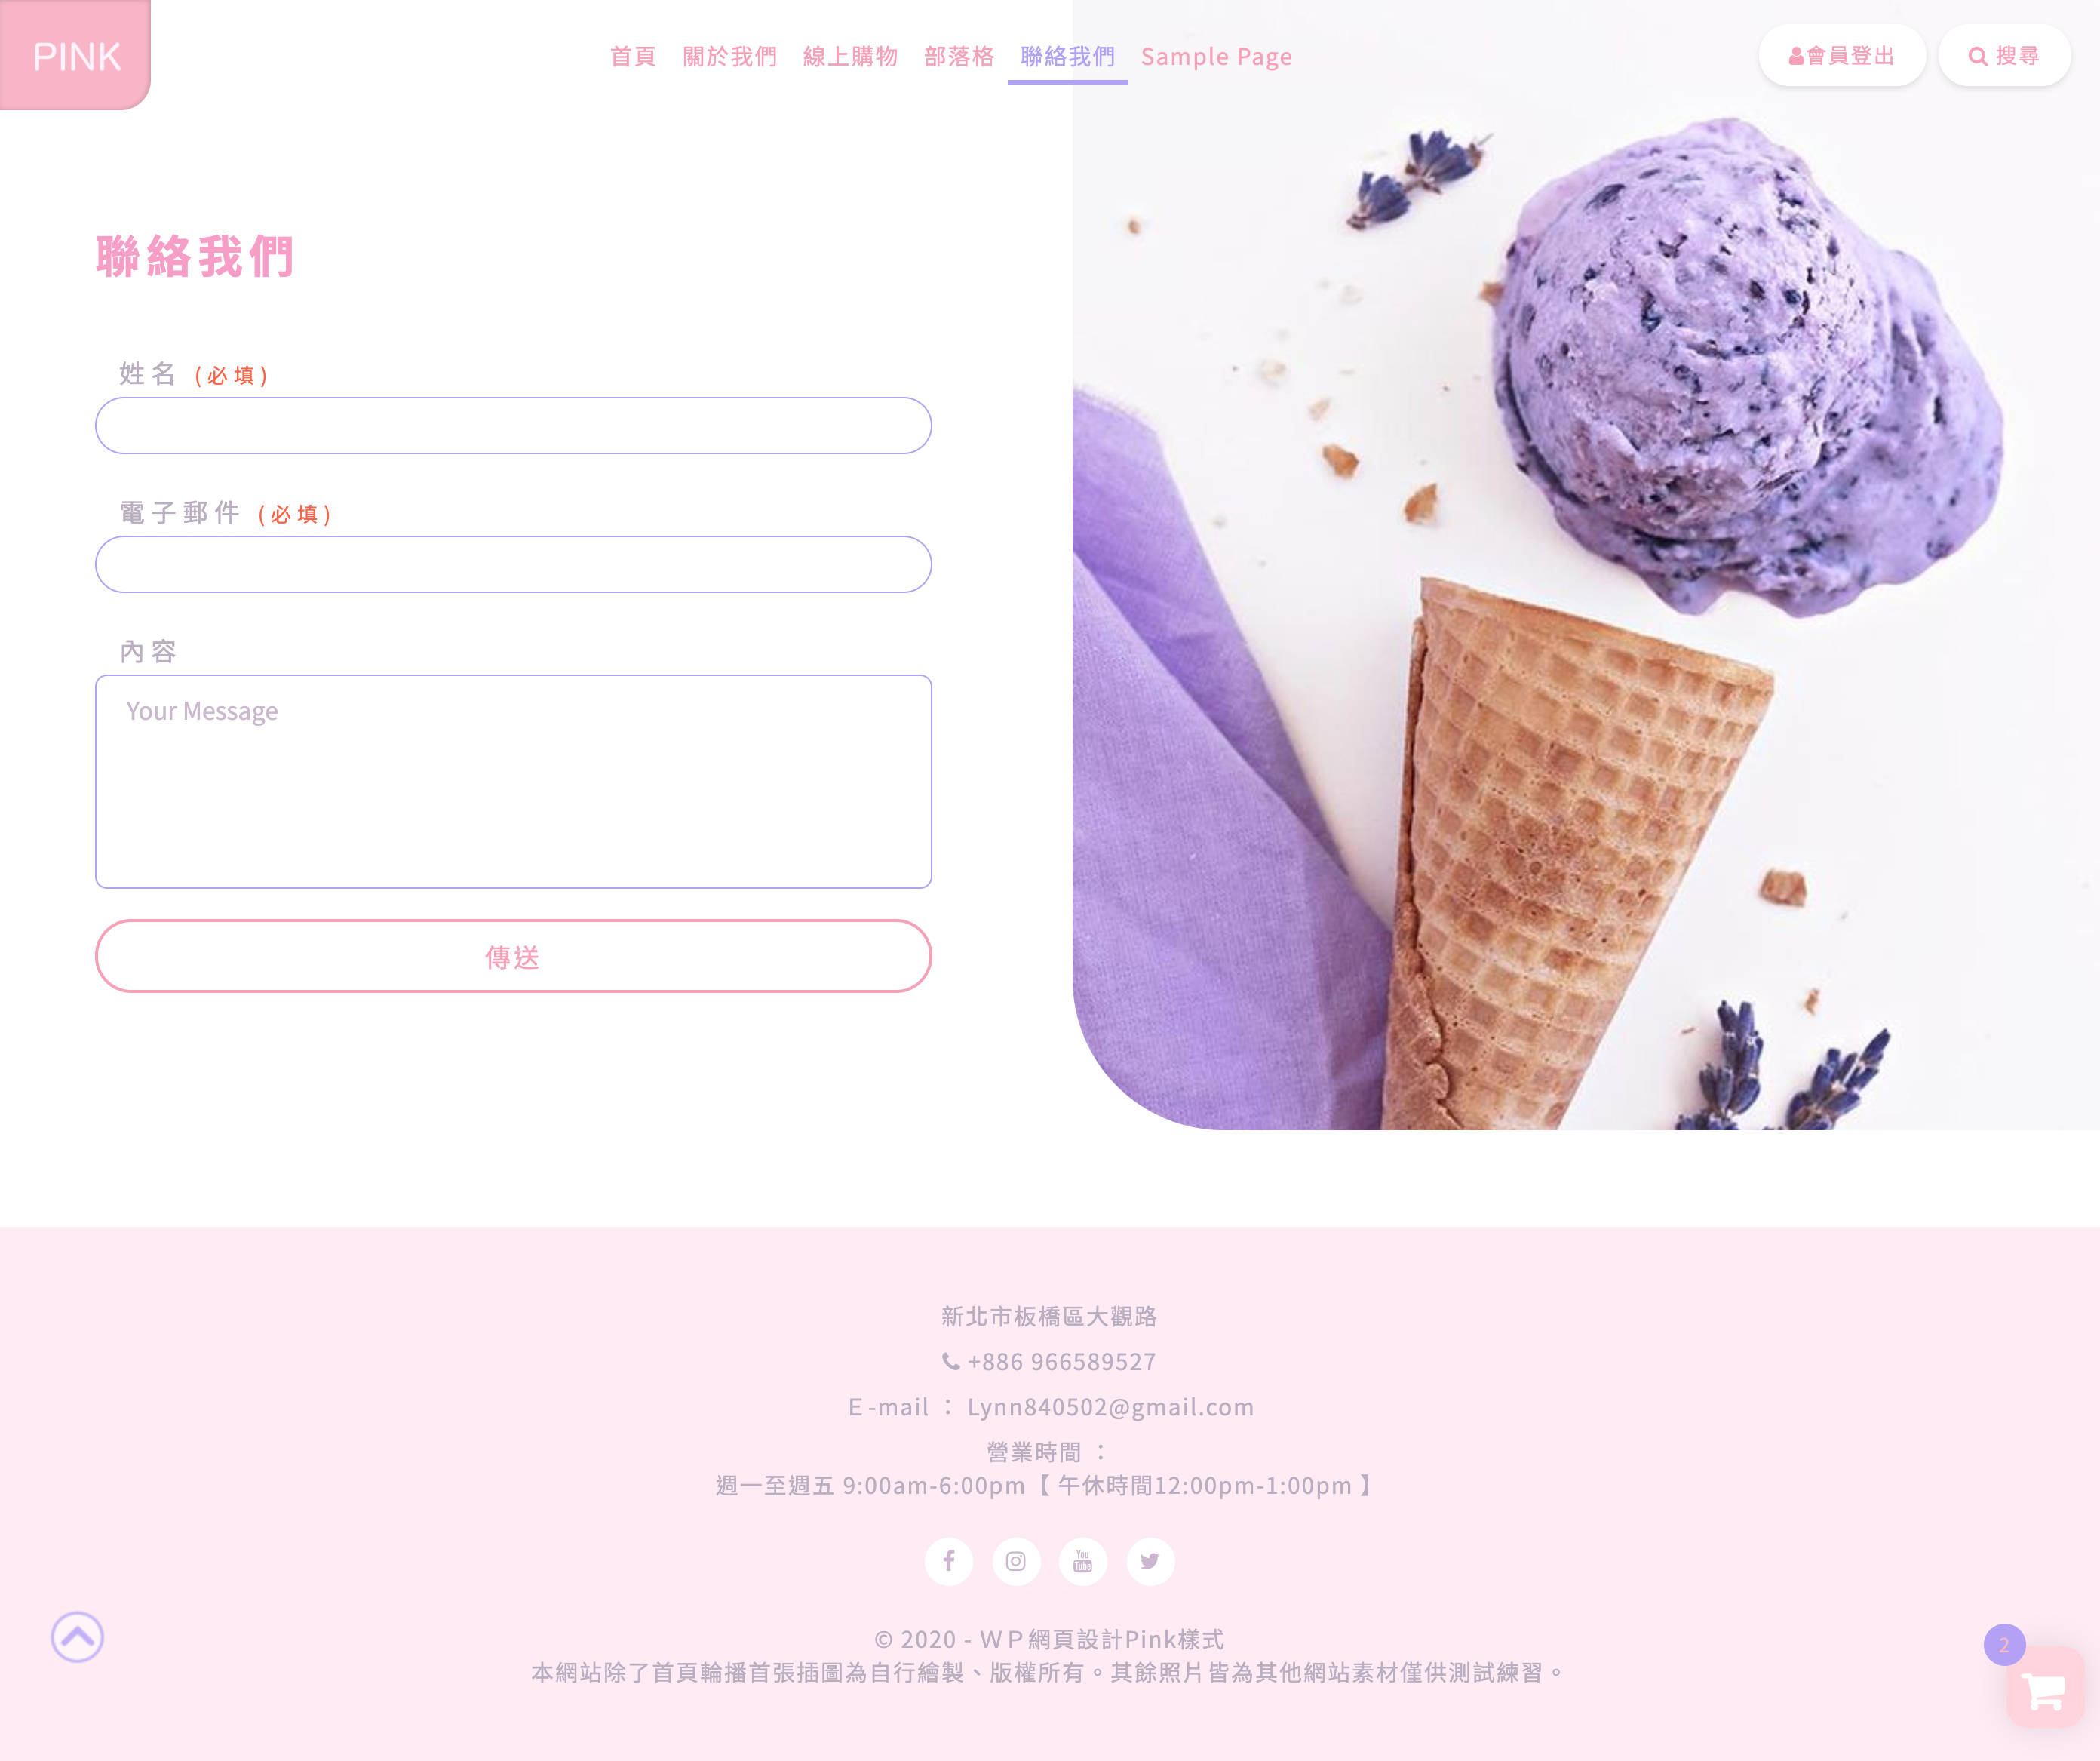 PINK
首頁 關於我們 線上購物 部落格 聯絡我們 Sample Page
會員登出
搜尋
聯絡我們
姓名 (必填)
電子郵件 (必填)
內容
Your Message
傳送
新北市板橋區大觀路
+886 966589527
E-mail : Lynn840502@gmail.com
營業時間 :
週一至週五 9:00am-6:00pm【 午休時間12:00pm-1:00pm 】
You Tube
© 2020 - WP網頁設計Pink樣式
本網站除了首頁輪播首張插圖為自行繪製、版權所有。其餘照片皆為其他網站素材僅供測試練習。
2